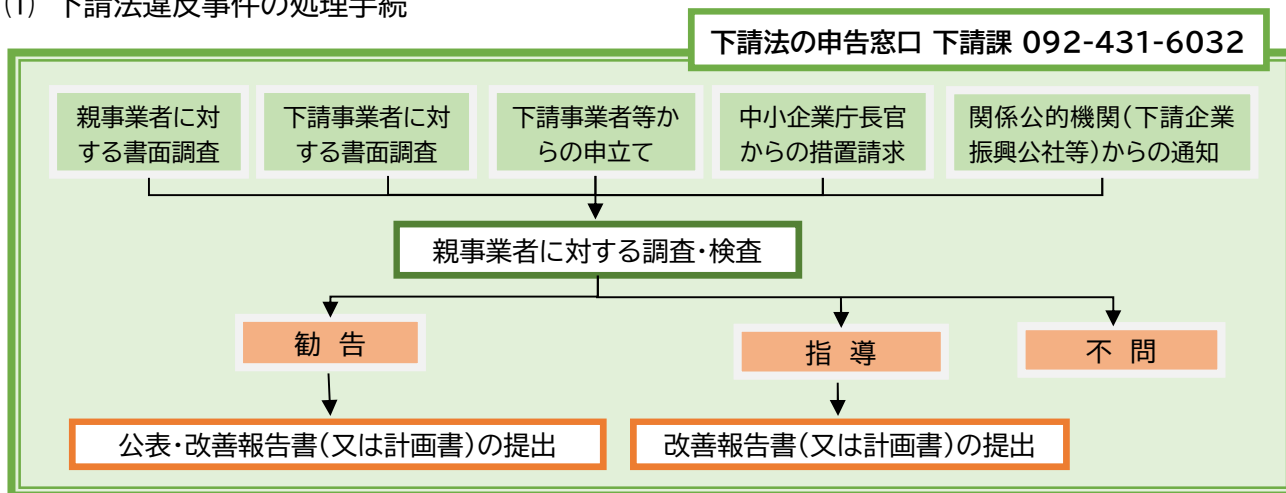 ⑴ 下請法違反事件の処理手続
下請法の申告窓口 下請課 092-431-6032
親事業者に対
する書面調査
下請事業者に対
する書面調査
下請事業者等か
らの申立て
中小企業庁長官
からの措置請求
関係公的機関(下請企業
振興公社等)からの通知
親事業者に対する調査・検査
勧 告
指 導
不 問
公表・改善報告書(又は計画書)の提出
改善報告書(又は計画書)の提出